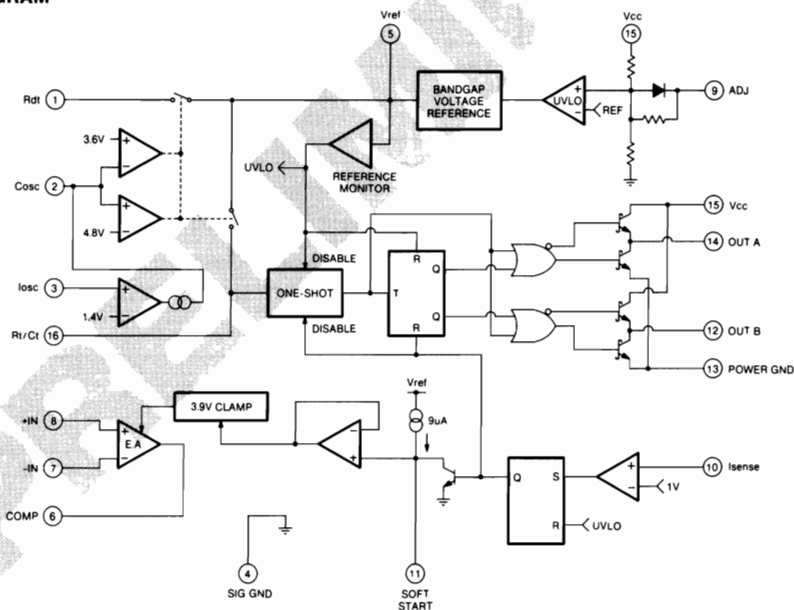 GRAM
PRELIMIN
Vref
5
Vcc
15
Rdt 1
BANDGAP
VOLTAGE
REFERENCE
+
UVLO
−
REF
9 ADJ
3.6V
+
−
UVLO
REFERENCE
MONITOR
Cosc 2
+
−
4.8V
15 Vcc
14 OUT A
DISABLE
R
Q
Iosc 3
+
−
1.4V
ONE-SHOT
T
DISABLE
Q
R
12 OUT B
Rt/Ct 16
13 POWER GND
3.9V CLAMP
Vref
9uA
+IN 8
+
E.A
−
−IN 7
−
+
Q
S
R
UVLO
+
−
10 Isense
1V
COMP 6
4
SIG GND
11
SOFT
START